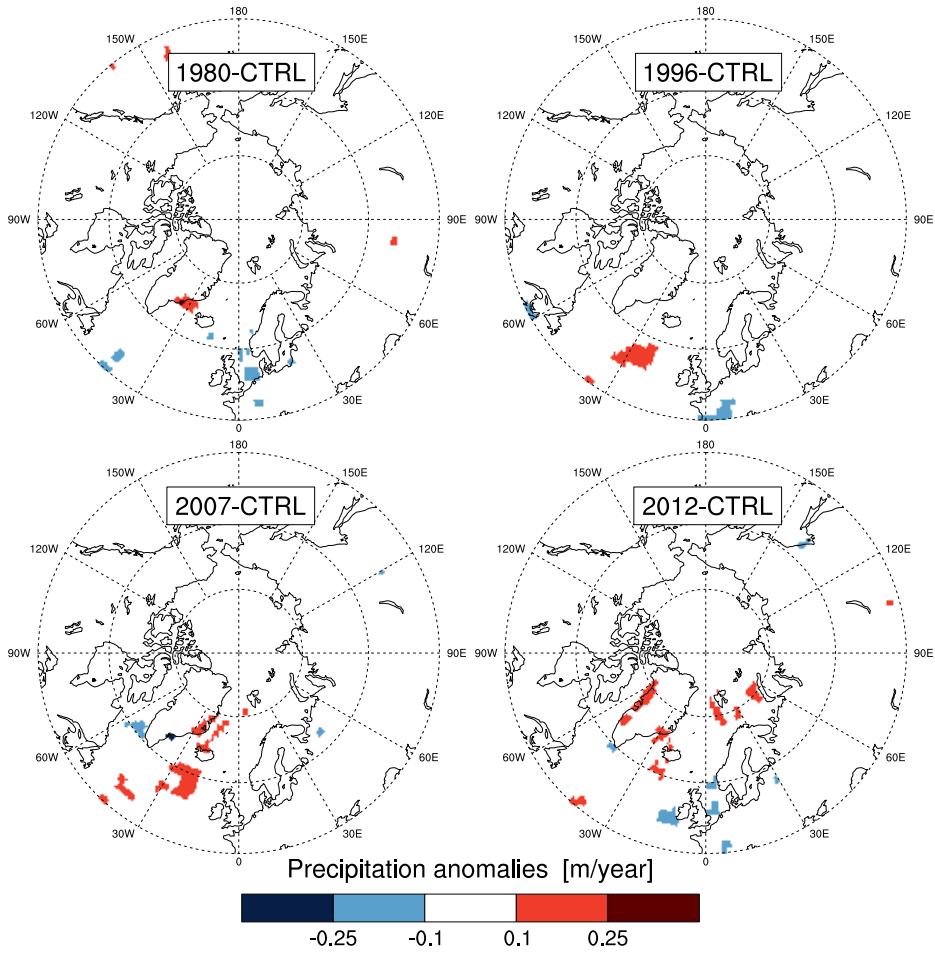 180
180
150W
150E
150W
150E
1980-CTRL
1996-CTRL
120W
120E
120W
120E
90W
90E
90W
90E
60W
60E
60W
60E
30W
30E
30W
30E
0
0
180
180
150W
150E
150W
150E
2007-CTRL
2012-CTRL
120W
120E
120W
120E
90W
90E
90W
90E
60W
60E
60W
60E
30W
30E
30W
30E
0
0
Precipitation anomalies [m/year]
-0.25 -0.1 0.1 0.25